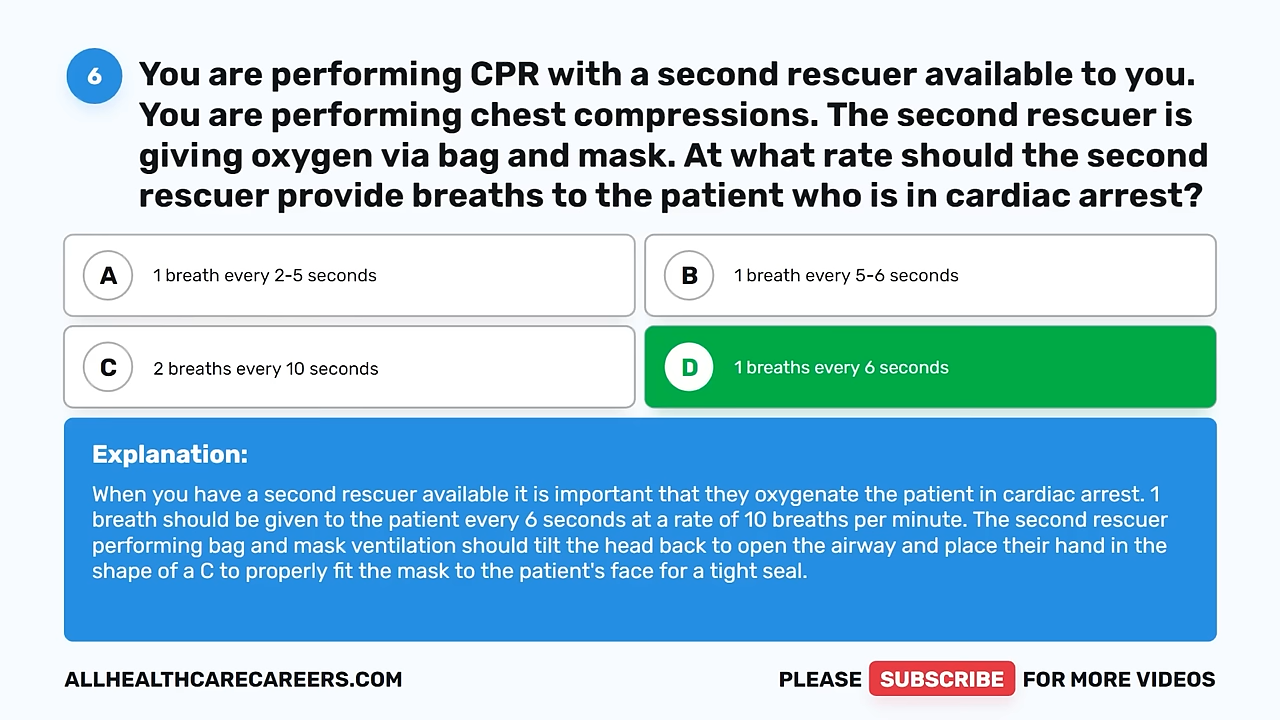 6
You are performing CPR with a second rescuer available to you.
You are performing chest compressions. The second rescuer is
giving oxygen via bag and mask. At what rate should the second
rescuer provide breaths to the patient who is in cardiac arrest?
A 1 breath every 2-5 seconds
B 1 breath every 5-6 seconds
C 2 breaths every 10 seconds
D 1 breaths every 6 seconds
Explanation:
When you have a second rescuer available it is important that they oxygenate the patient in cardiac arrest. 1
breath should be given to the patient every 6 seconds at a rate of 10 breaths per minute. The second rescuer
performing bag and mask ventilation should tilt the head back to open the airway and place their hand in the
shape of a C to properly fit the mask to the patient's face for a tight seal.
ALLHEALTHCARECAREERS.COM
PLEASE SUBSCRIBE FOR MORE VIDEOS